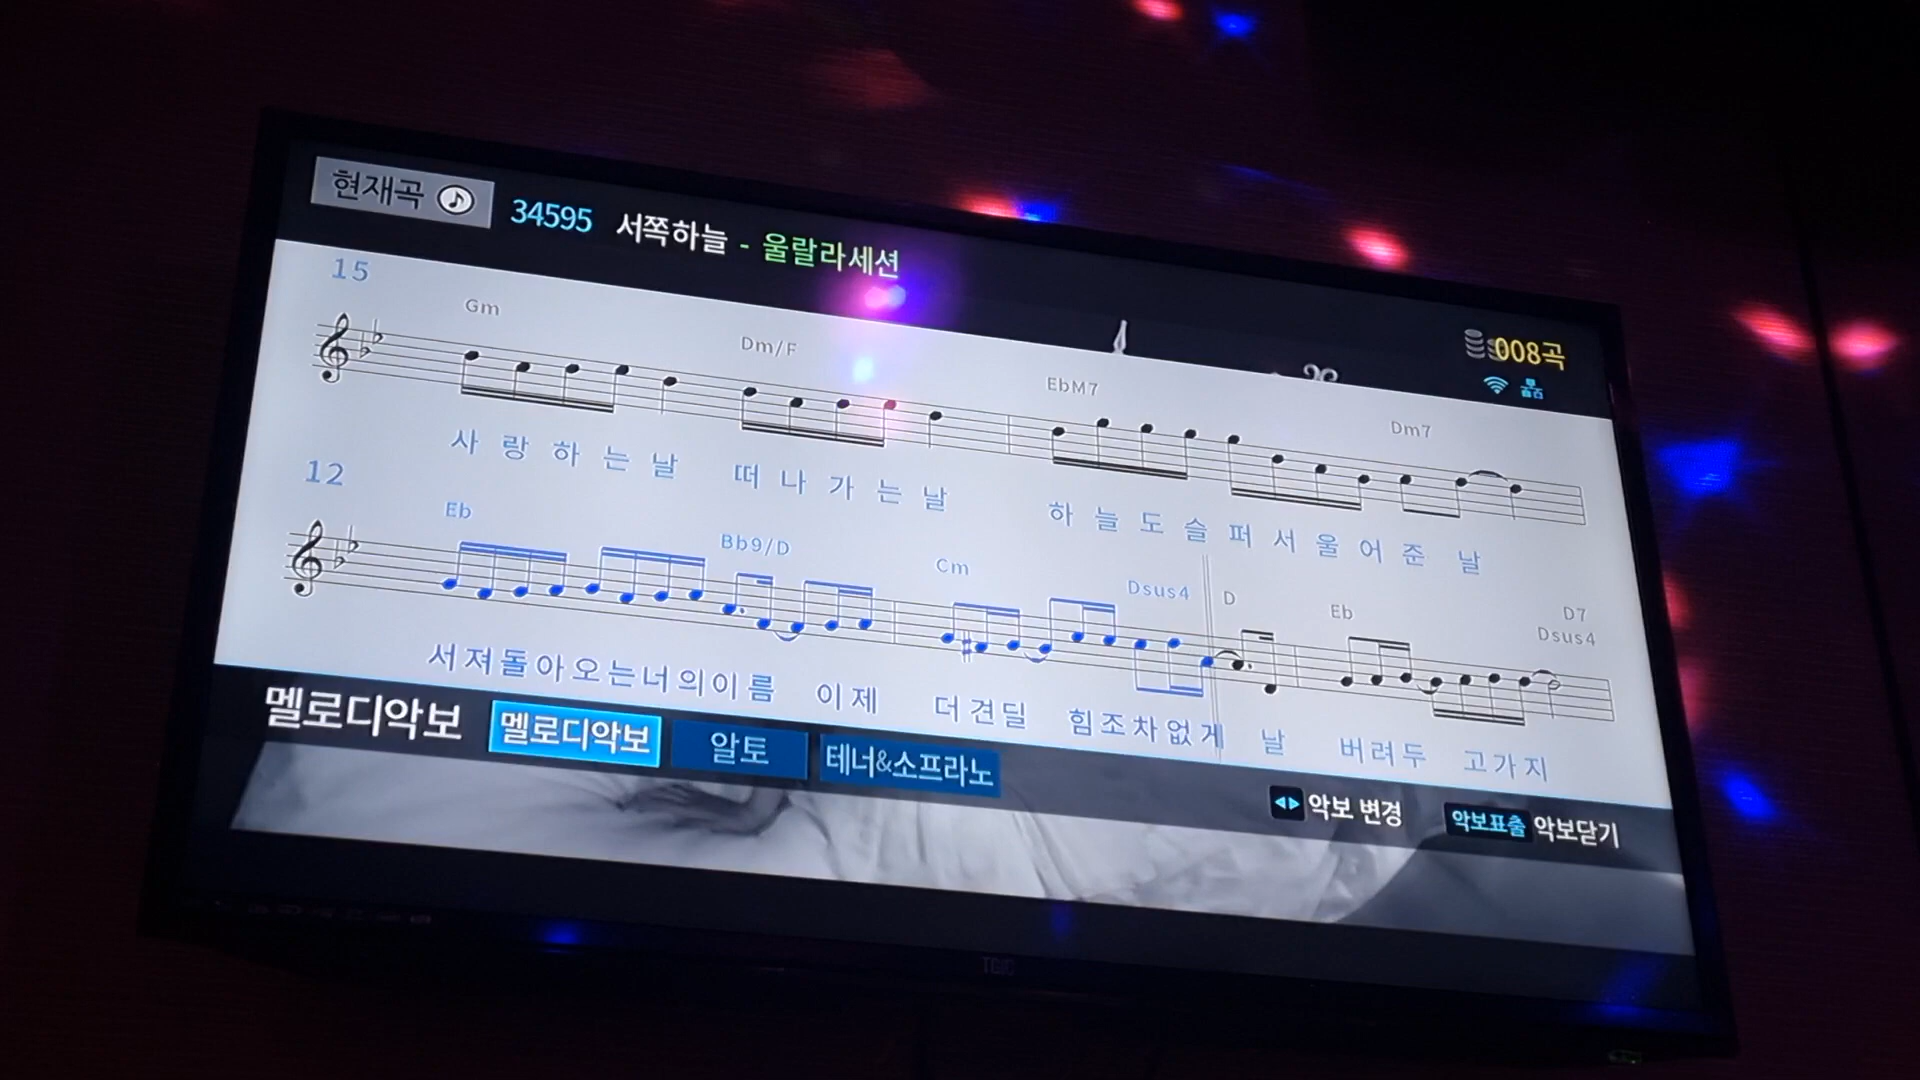 현재곡 34595 서쪽하늘 - 울랄라세션
008곡
15
Gm Dm/F EbM7 Dm7
사랑하는날 떠나가는날 하늘도슬퍼서울어준 날
12
Eb Bb9/D Cm Dsus4 D Eb D7
Dsus4
서져돌아오는너의이름 이제 더견딜 힘조차없게 날 버려두 고가지
멜로디악보 멜로디악보 알토 테너&소프라노
악보 변경 악보표출 악보닫기